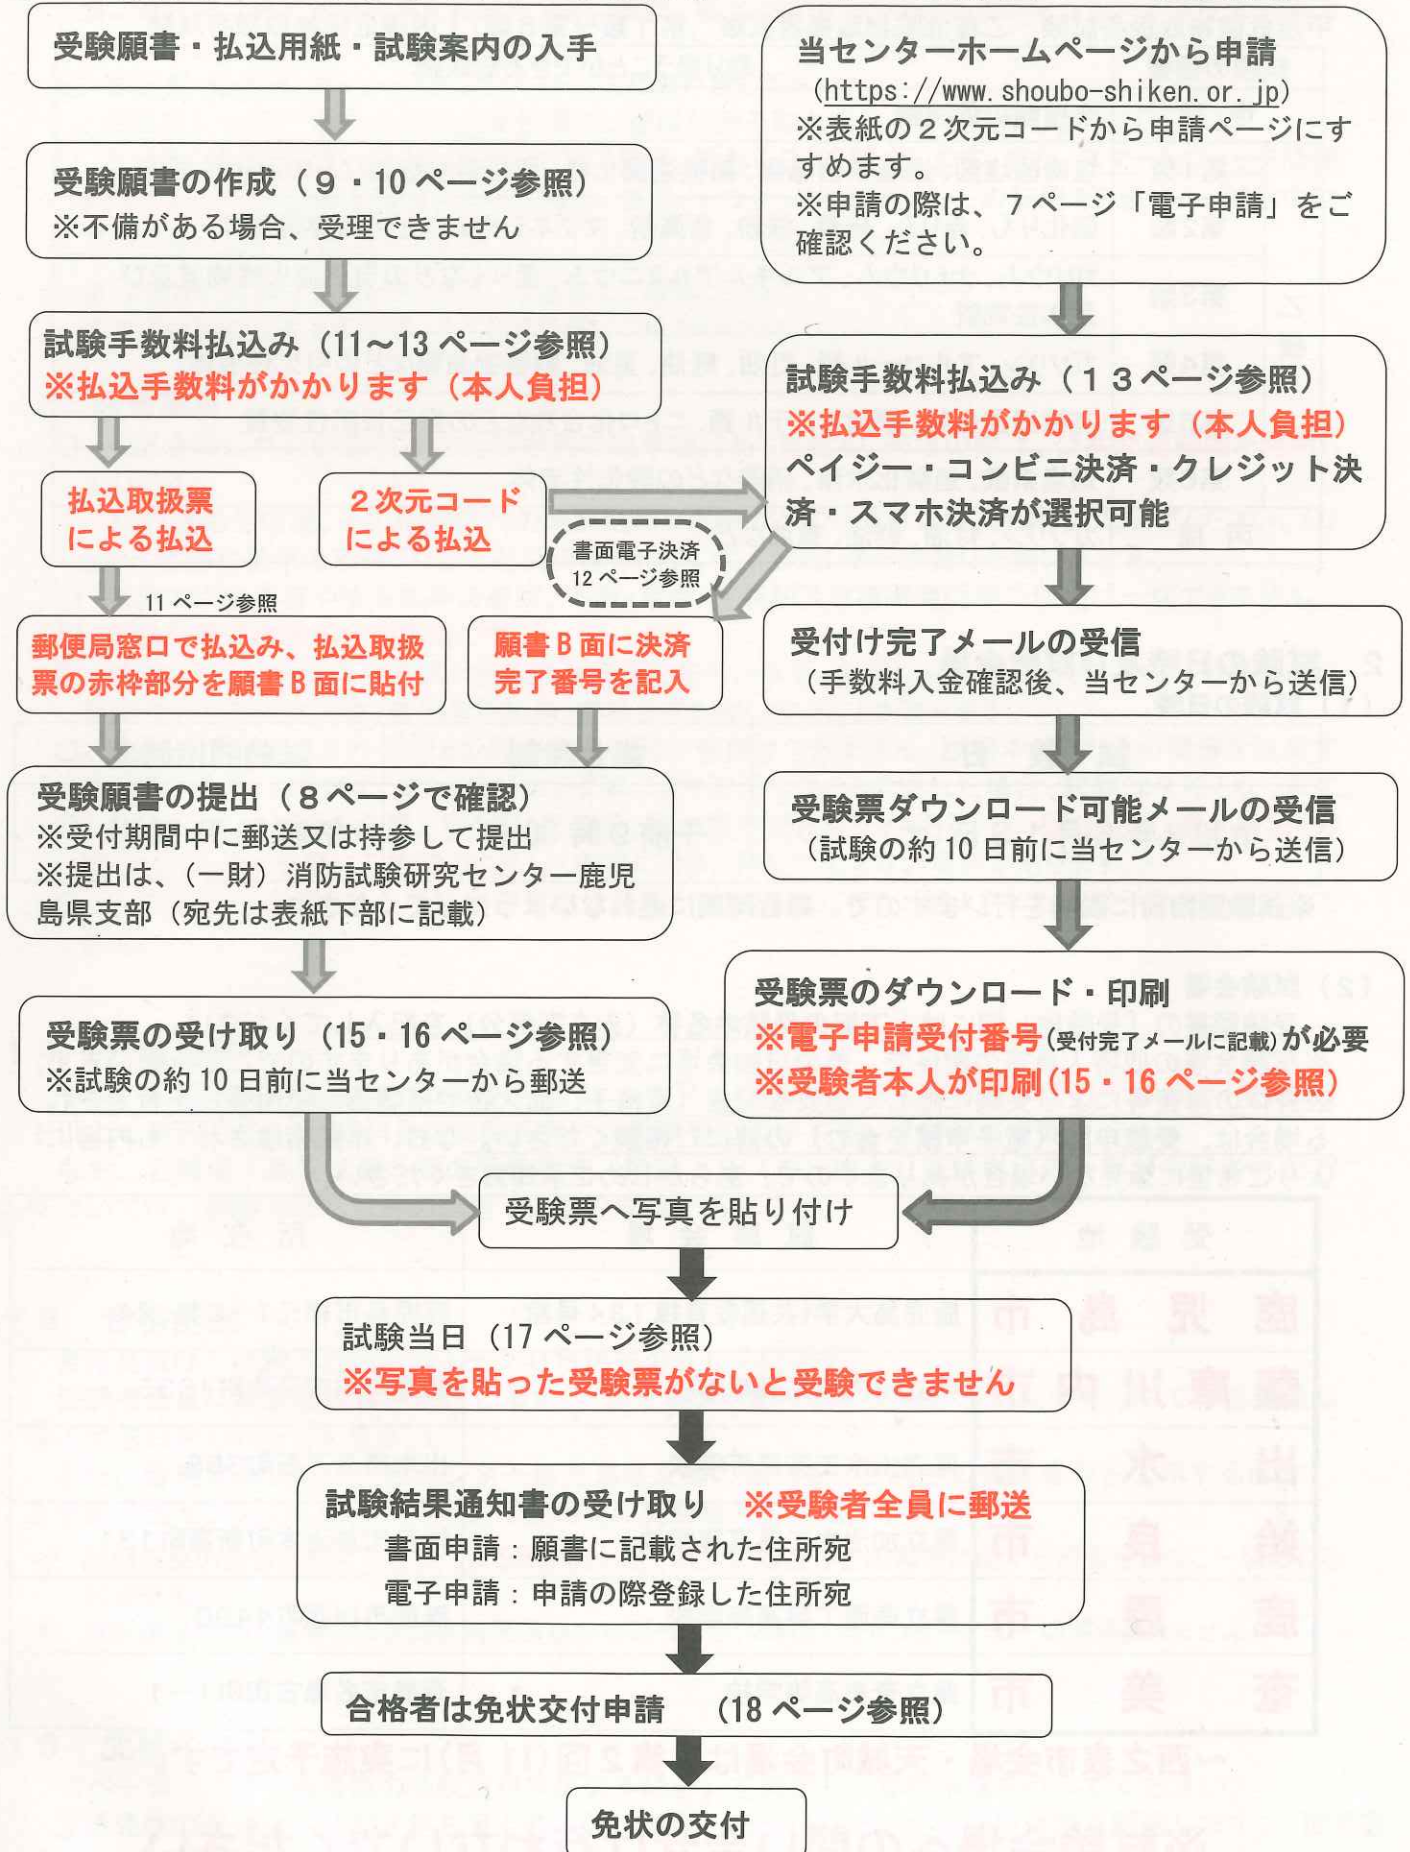 受験願書・払込用紙・試験案内の入手
受験願書の作成（９・10 ページ参照）
※不備がある場合、受理できません
試験手数料払込み（11～13 ページ参照）
※払込手数料がかかります（本人負担）
払込取扱票
による払込
２次元コード
による払込
書面電子決済
12 ページ参照
11 ページ参照
郵便局窓口で払込み、払込取扱
票の赤枠部分を願書 B 面に貼付
願書 B 面に決済
完了番号を記入
受験願書の提出（８ページで確認）
※受付期間中に郵送又は持参して提出
※提出は、（一財）消防試験研究センター鹿児
島県支部（宛先は表紙下部に記載）
受験票の受け取り（15・16 ページ参照）
※試験の約 10 日前に当センターから郵送
当センターホームページから申請
（https://www.shoubo-shiken.or.jp）
※表紙の２次元コードから申請ページにす
すめます。
※申請の際は、７ページ「電子申請」をご
確認ください。
試験手数料払込み（１３ページ参照）
※払込手数料がかかります（本人負担）
ペイジー・コンビニ決済・クレジット決
済・スマホ決済が選択可能
受付け完了メールの受信
（手数料入金確認後、当センターから送信）
受験票ダウンロード可能メールの受信
（試験の約 10 日前に当センターから送信）
受験票のダウンロード・印刷
※電子申請受付番号(受付完了メールに記載)が必要
※受験者本人が印刷(15・16 ページ参照)
受験票へ写真を貼り付け
試験当日（17 ページ参照）
※写真を貼った受験票がないと受験できません
試験結果通知書の受け取り　※受験者全員に郵送
書面申請：願書に記載された住所宛
電子申請：申請の際登録した住所宛
合格者は免状交付申請　（18 ページ参照）
免状の交付